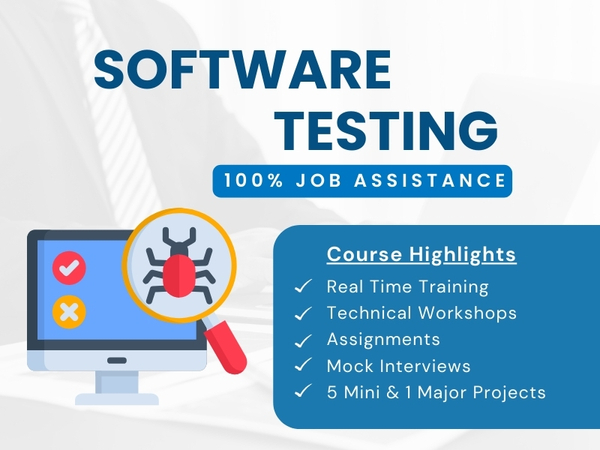 SOFTWARE
TESTING
100% JOB ASSISTANCE
Course Highlights
Real Time Training
Technical Workshops
Assignments
Mock Interviews
5 Mini & 1 Major Projects